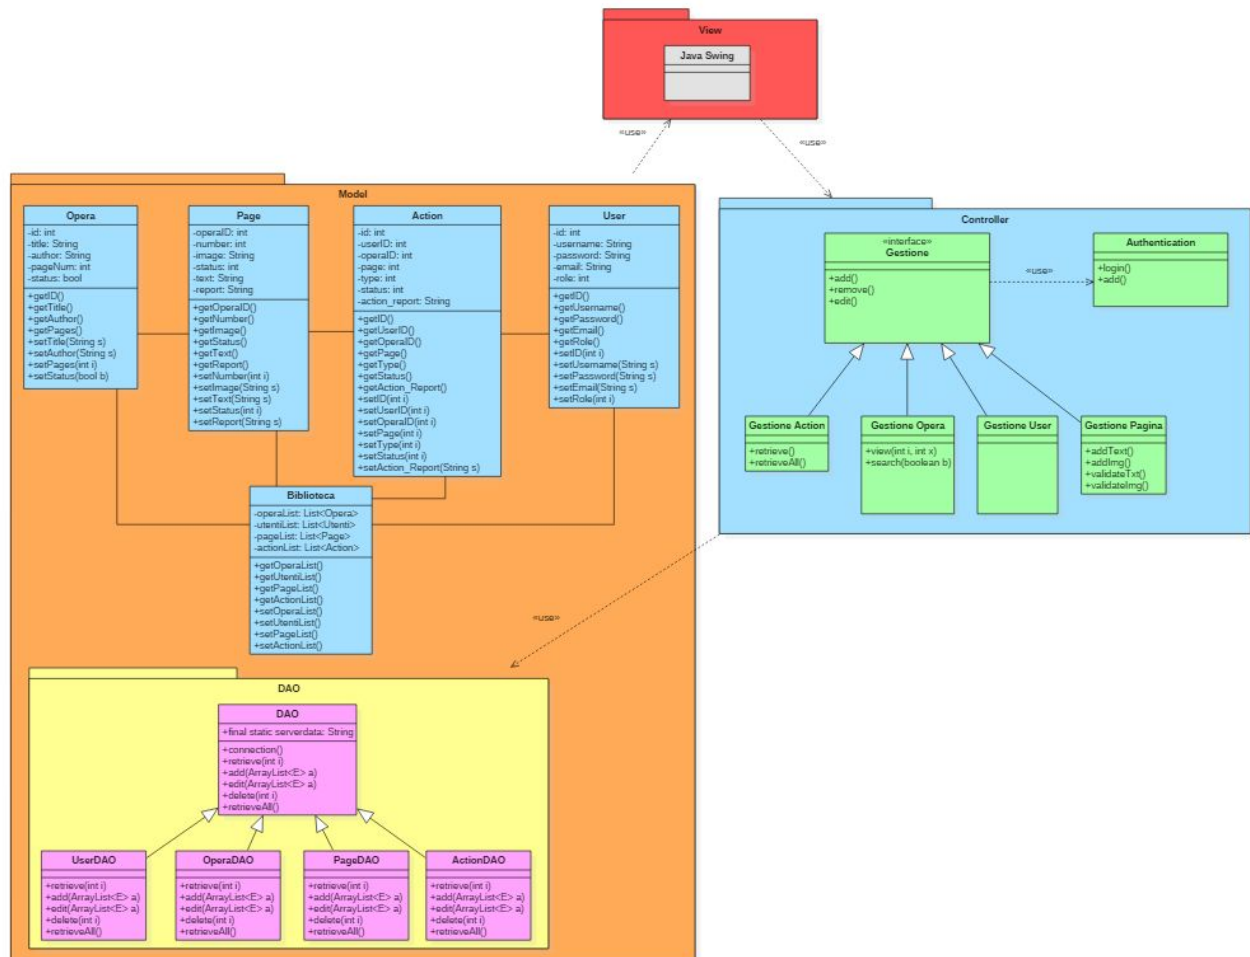 View
Java Swing
«use»
«use»
Model
Opera
-id: int
-title: String
-author: String
-pageNum: int
-status: bool
+getID()
+getTitle()
+getAuthor()
+getPages()
+setTitle(String s)
+setAuthor(String s)
+setPages(int i)
+setStatus(bool b)
Page
-operaID: int
-number: int
-image: String
-status: int
-text: String
-report: String
+getOperaID()
+getNumber()
+getImage()
+getStatus()
+getText()
+getReport()
+setNumber(int i)
+setImage(String s)
+setText(String s)
+setStatus(int i)
+setReport(String s)
Action
-id: int
-userID: int
-operaID: int
-page: int
-type: int
-status: int
-action_report: String
+getID()
+getUserID()
+getOperaID()
+getPage()
+getType()
+getStatus()
+getAction_Report()
+setID(int i)
+setUserID(int i)
+setOperaID(int i)
+setPage(int i)
+setType(int i)
+setStatus(int i)
+setAction_Report(String s)
User
-id: int
-username: String
-password: String
-email: String
-role: int
+getID()
+getUsername()
+getPassword()
+getEmail()
+getRole()
+setID(int i)
+setUsername(String s)
+setPassword(String s)
+setEmail(String s)
+setRole(int i)
Controller
«interface»
Gestione
+add()
+remove()
+edit()
«use»
Authentication
+login()
+add()
Gestione Action
+retrieve()
+retrieveAll()
Gestione Opera
+view(int i, int x)
+search(boolean b)
Gestione User
Gestione Pagina
+addText()
+addImg()
+validateTxt()
+validateImg()
Biblioteca
-operaList: List<Opera>
-utentiList: List<Utenti>
-pageList: List<Page>
-actionList: List<Action>
+getOperaList()
+getUtentiList()
+getPageList()
+getActionList()
+setOperaList()
+setUtentiList()
+setPageList()
+setActionList()
«use»
DAO
DAO
+final static serverdata: String
+connection()
+retrieve(int i)
+add(ArrayList<E> a)
+edit(ArrayList<E> a)
+delete(int i)
+retrieveAll()
UserDAO
+retrieve(int i)
+add(ArrayList<E> a)
+edit(ArrayList<E> a)
+delete(int i)
+retrieveAll()
OperaDAO
+retrieve(int i)
+add(ArrayList<E> a)
+edit(ArrayList<E> a)
+delete(int i)
+retrieveAll()
PageDAO
+retrieve(int i)
+add(ArrayList<E> a)
+edit(ArrayList<E> a)
+delete(int i)
+retrieveAll()
ActionDAO
+retrieve(int i)
+add(ArrayList<E> a)
+edit(ArrayList<E> a)
+delete(int i)
+retrieveAll()